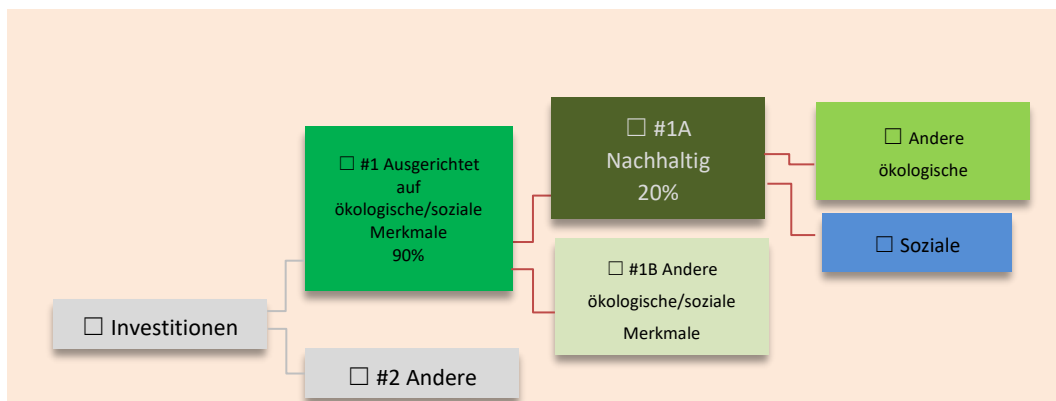 ☐ Investitionen
☐ #1 Ausgerichtet
auf
ökologische/soziale
Merkmale
90%
☐ #2 Andere
☐ #1A
Nachhaltig
20%
☐ #1B Andere
ökologische/soziale
Merkmale
☐ Andere
ökologische
☐ Soziale